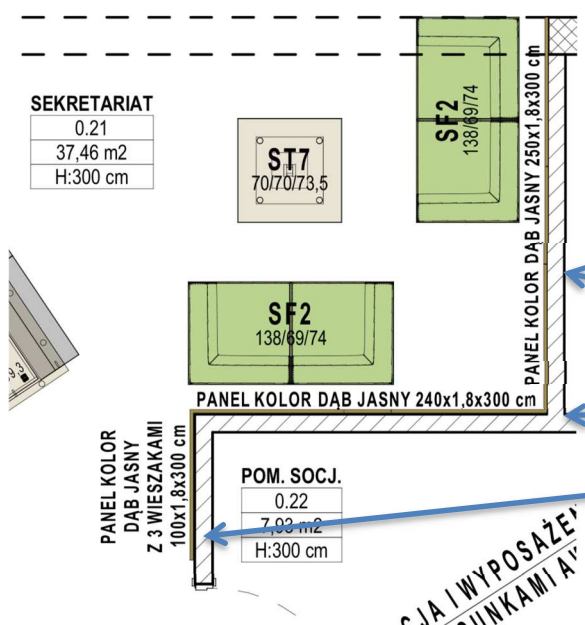 SEKRETARIAT
0.21
37,46 m2
H:300 cm
ST7
70/70/73,5
SF2
138/69/74
PANEL KOLOR DĄB JASNY 250x1,8x300 cm
SF2
138/69/74
PANEL KOLOR DĄB JASNY 240x1,8x300 cm
PANEL KOLOR
DĄB JASNY
Z 3 WIESZAKAMI
100x1,8x300 cm
POM. SOCJ.
0.22
7,93 m2
H:300 cm
CJA I WYPOSAŻE